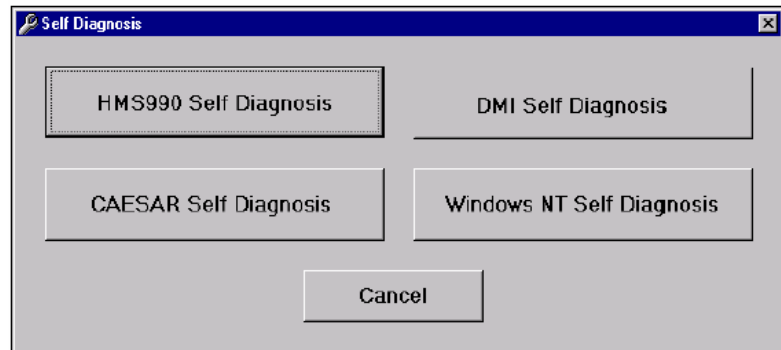 Self Diagnosis
HMS990 Self Diagnosis
DMI Self Diagnosis
CAESAR Self Diagnosis
Windows NT Self Diagnosis
Cancel